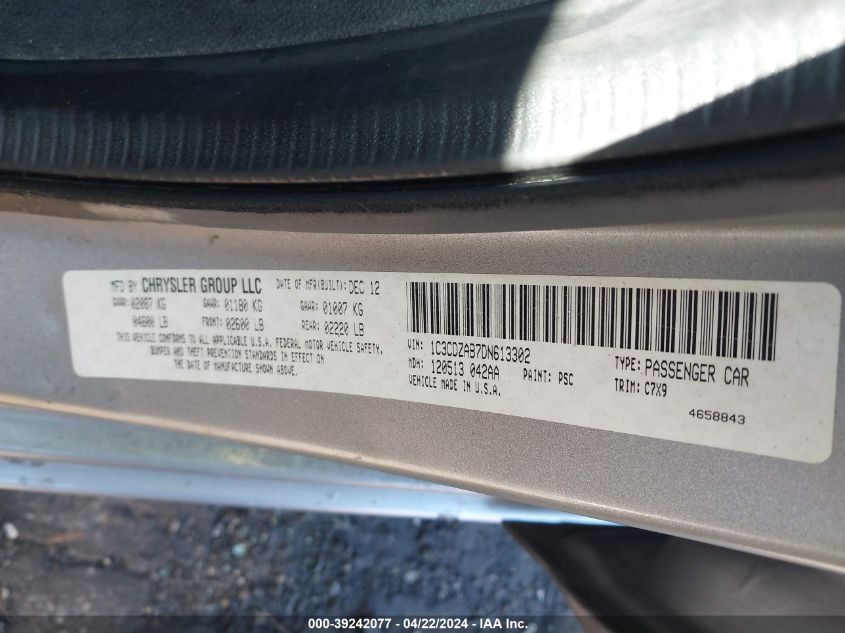 MFD BY CHRYSLER GROUP LLC DATE OF MFR(BUILT): DEC 12
GVWR: 02087 KG GAWR: 01180 KG GAWR: 01007 KG
04600 LB FRONT: 02600 LB REAR: 02220 LB
THIS VEHICLE CONFORMS TO ALL APPLICABLE U.S.A. FEDERAL MOTOR VEHICLE SAFETY,
BUMPER AND THEFT PREVENTION STANDARDS IN EFFECT ON THE
DATE OF MANUFACTURE SHOWN ABOVE.
VIN: 1C3CDZAB7DN613302 TYPE: PASSENGER CAR
MDH: 120513 042AA PAINT: PSC TRIM: C7X9
VEHICLE MADE IN U.S.A.
4658843
000-39242077 - 04/22/2024 - IAA Inc.